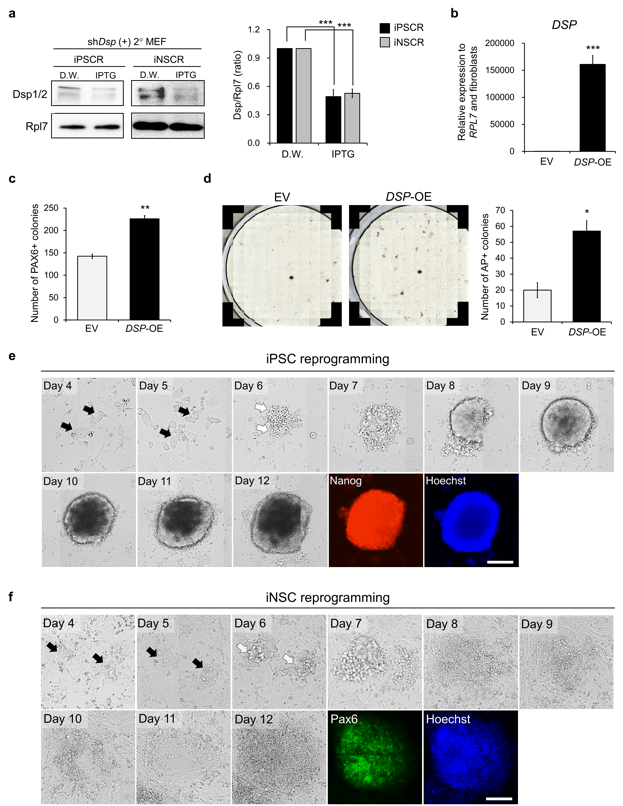 a
sh*Dsp* (+) 2° MEF
iPSCR
iNSCR
D.W.
IPTG
D.W.
IPTG
Dsp1/2
Rpl7
Dsp/Rpl7 (ratio)
1.2
0.9
0.6
0.3
0.0
***
***
iPSCR
iNSCR
D.W.
IPTG
b
DSP
Relative expression to
RPL7 and fibroblasts
200000
150000
100000
50000
0
***
EV
DSP-OE
c
Number of PAX6+ colonies
250
200
150
100
50
0
**
EV
DSP-OE
d
EV
DSP-OE
Number of AP+ colonies
70
60
50
40
30
20
10
0
*
EV
DSP-OE
e
iPSC reprogramming
Day 4
Day 5
Day 6
Day 7
Day 8
Day 9
Day 10
Day 11
Day 12
Nanog
Hoechst
f
iNSC reprogramming
Day 4
Day 5
Day 6
Day 7
Day 8
Day 9
Day 10
Day 11
Day 12
Pax6
Hoechst